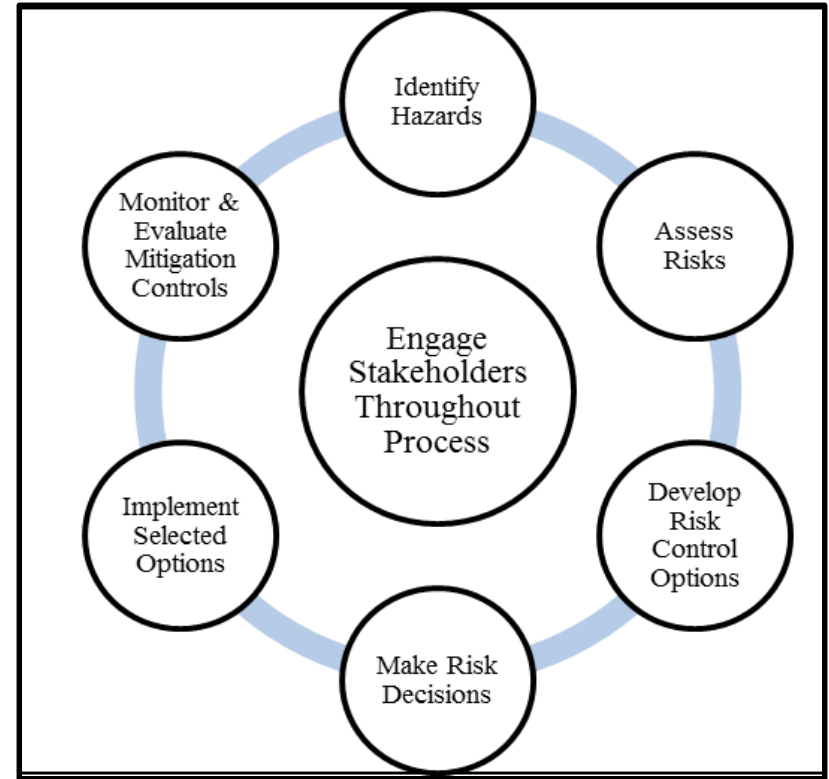 Identify
Hazards
Assess
Risks
Develop
Risk
Control
Options
Make Risk
Decisions
Implement
Selected
Options
Monitor &
Evaluate
Mitigation
Controls
Engage
Stakeholders
Throughout
Process